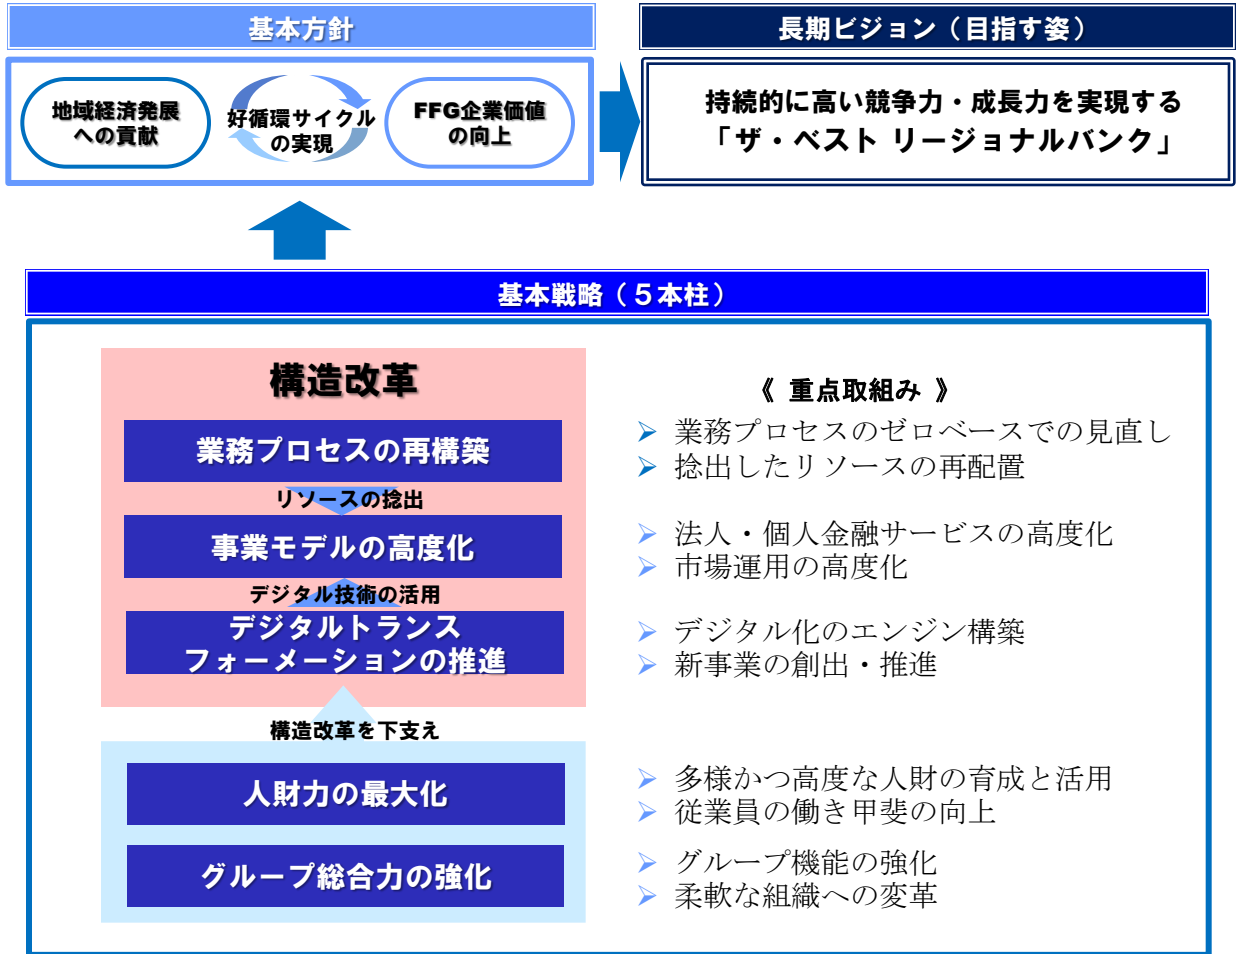 基本方針
地域経済発展
への貢献
好循環サイクル
の実現
FFG企業価値
の向上
長期ビジョン（目指す姿）
持続的に高い競争力・成長力を実現する
「ザ・ベスト リージョナルバンク」
基本戦略（５本柱）
構造改革
業務プロセスの再構築
リソースの捻出
事業モデルの高度化
デジタル技術の活用
デジタルトランス
フォーメーションの推進
構造改革を下支え
人財力の最大化
グループ総合力の強化
《 重点取組み 》
➢ 業務プロセスのゼロベースでの見直し
➢ 捻出したリソースの再配置
➢ 法人・個人金融サービスの高度化
➢ 市場運用の高度化
➢ デジタル化のエンジン構築
➢ 新事業の創出・推進
➢ 多様かつ高度な人財の育成と活用
➢ 従業員の働き甲斐の向上
➢ グループ機能の強化
➢ 柔軟な組織への変革